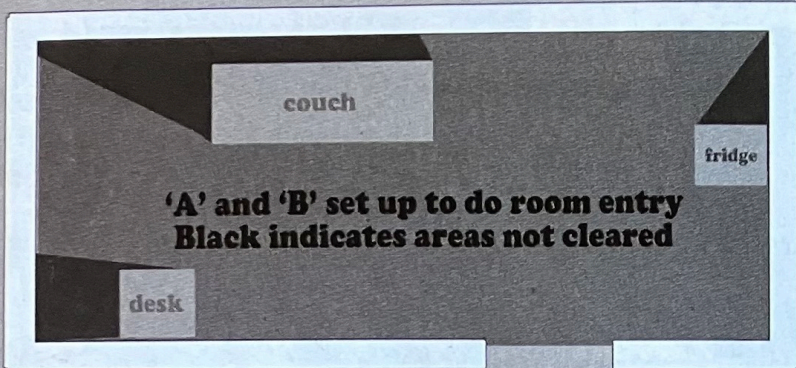 couch
fridge
‘A’ and ‘B’ set up to do room entry
Black indicates areas not cleared
desk